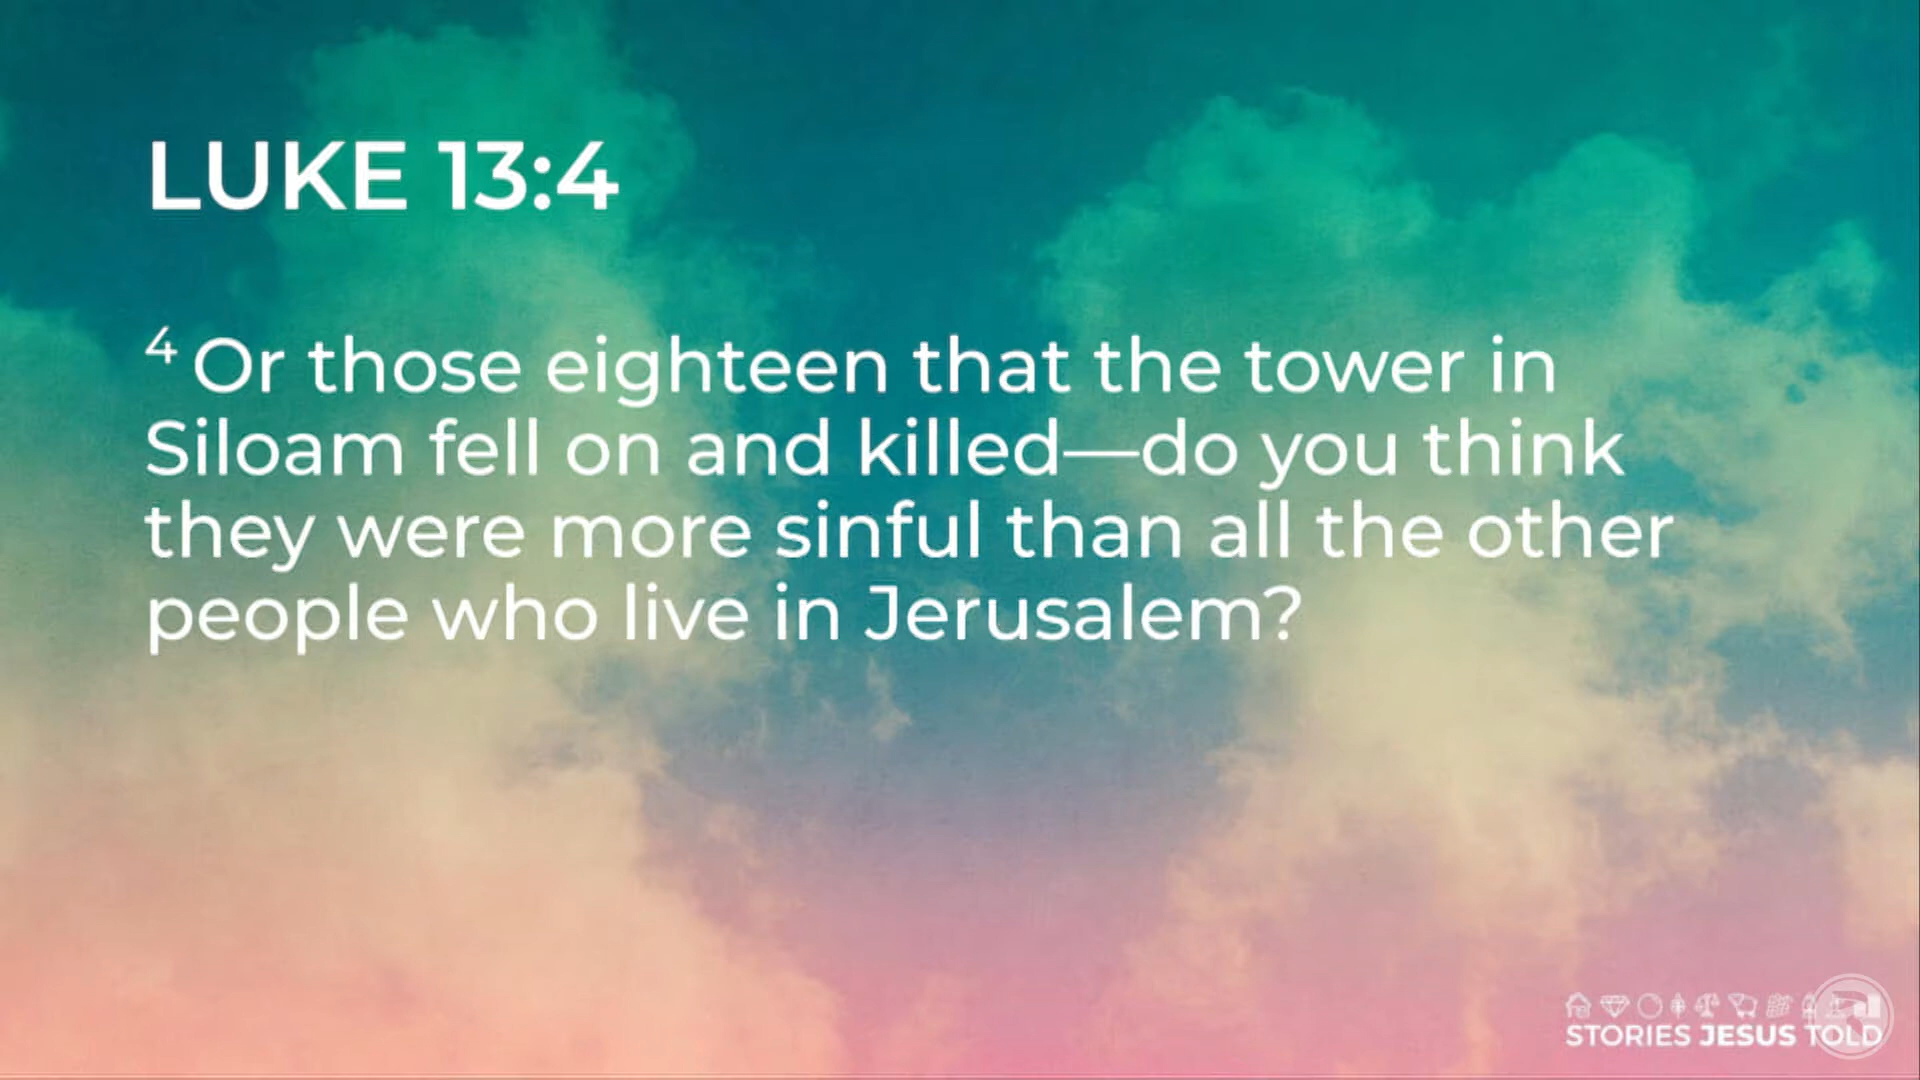 LUKE 13:4
4 Or those eighteen that the tower in
Siloam fell on and killed—do you think
they were more sinful than all the other
people who live in Jerusalem?
STORIES JESUS TOLD